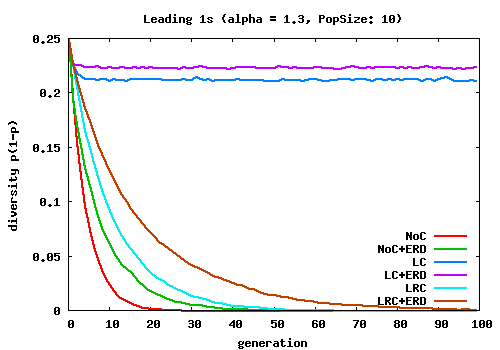 Leading 1s (alpha = 1.3, PopSize: 10)
0.25
0.2
0.15
0.1
0.05
0
diversity p(1-p)
NoC
NoC+ERD
LC
LC+ERD
LRC
LRC+ERD
0 10 20 30 40 50 60 70 80 90 100
generation